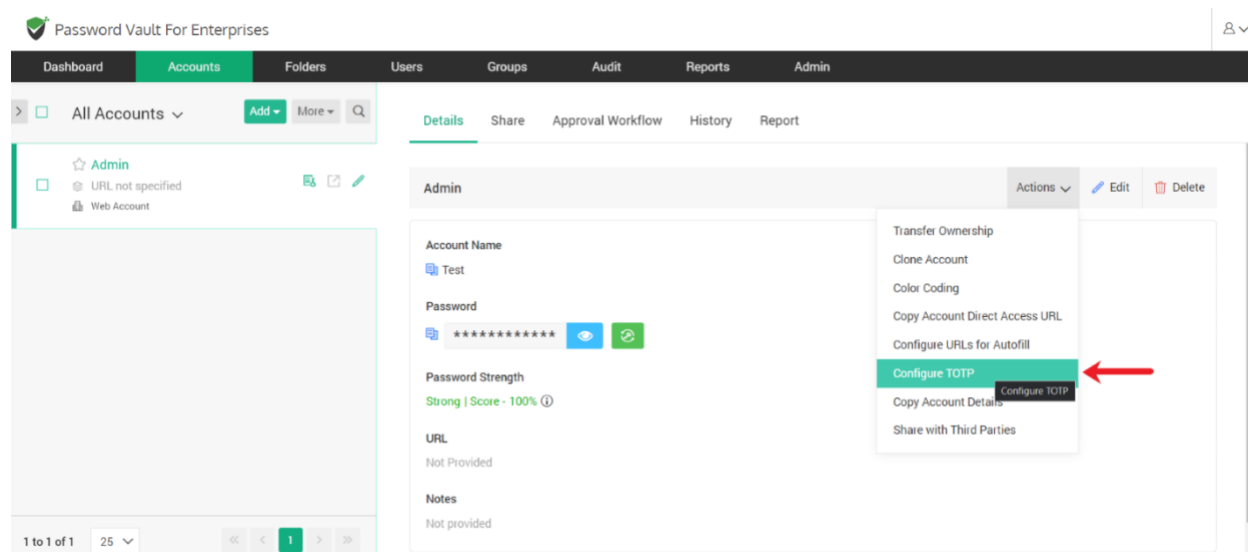 Password Vault For Enterprises
Dashboard Accounts Folders Users Groups Audit Reports Admin
All Accounts Add More
Admin
URL not specified
Web Account
1 to 1 of 1 25 « < 1 > »
Details Share Approval Workflow History Report
Admin Actions Edit Delete
Account Name
Test
Password
************
Password Strength
Strong | Score - 100%
URL
Not Provided
Notes
Not provided
Transfer Ownership
Clone Account
Color Coding
Copy Account Direct Access URL
Configure URLs for Autofill
Configure TOTP
Configure TOTP
Copy Account Details
Share with Third Parties